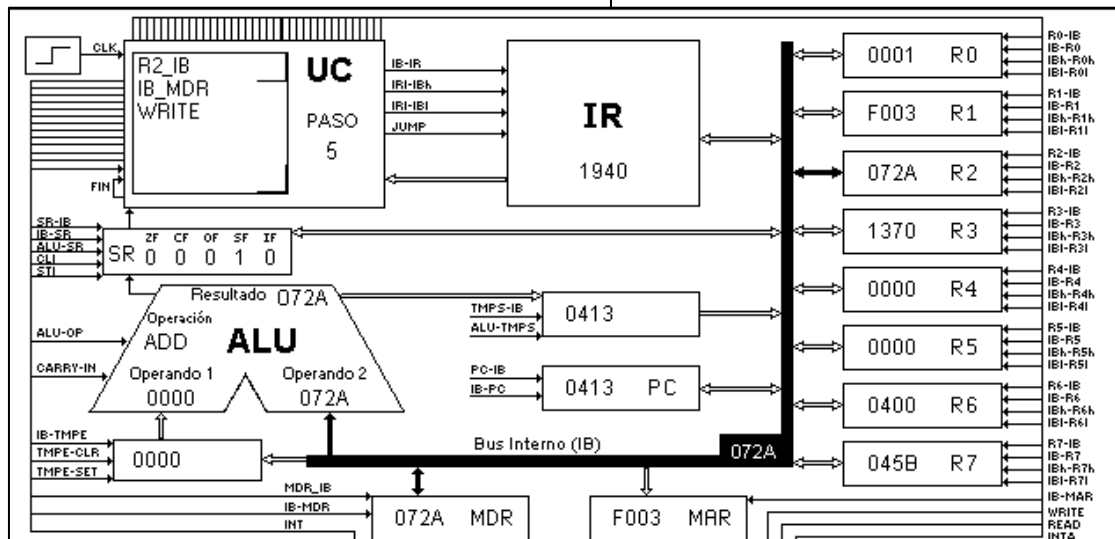 CLK
R2_IB
IB_MDR
WRITE
UC
PASO
5
FIN
IB-IR
IRl-IBh
IRl-IBl
JUMP
IR
1940
SR-IB
IB-SR
ALU-SR
CLI
STI
SR
ZF CF OF SF IF
0 0 0 1 0
Resultado 072A
Operación
ADD
ALU
Operando 1
0000
Operando 2
072A
ALU-OP
CARRY-IN
TMPS-IB
ALU-TMPS
0413
PC-IB
IB-PC
0413 PC
IB-TMPE
TMPE-CLR
TMPE-SET
0000
Bus Interno (IB)
072A
MDR_IB
IB-MDR
INT
072A MDR
F003 MAR
0001 R0
R0-IB
IB-R0
IBh-R0h
IBl-R0l
F003 R1
R1-IB
IB-R1
IBh-R1h
IBl-R1l
072A R2
R2-IB
IB-R2
IBh-R2h
IBl-R2l
1370 R3
R3-IB
IB-R3
IBh-R3h
IBl-R3l
0000 R4
R4-IB
IB-R4
IBh-R4h
IBl-R4l
0000 R5
R5-IB
IB-R5
IBh-R5h
IBl-R5l
0400 R6
R6-IB
IB-R6
IBh-R6h
IBl-R6l
045B R7
R7-IB
IB-R7
IBh-R7h
IBl-R7l
IB-MAR
WRITE
READ
INTA